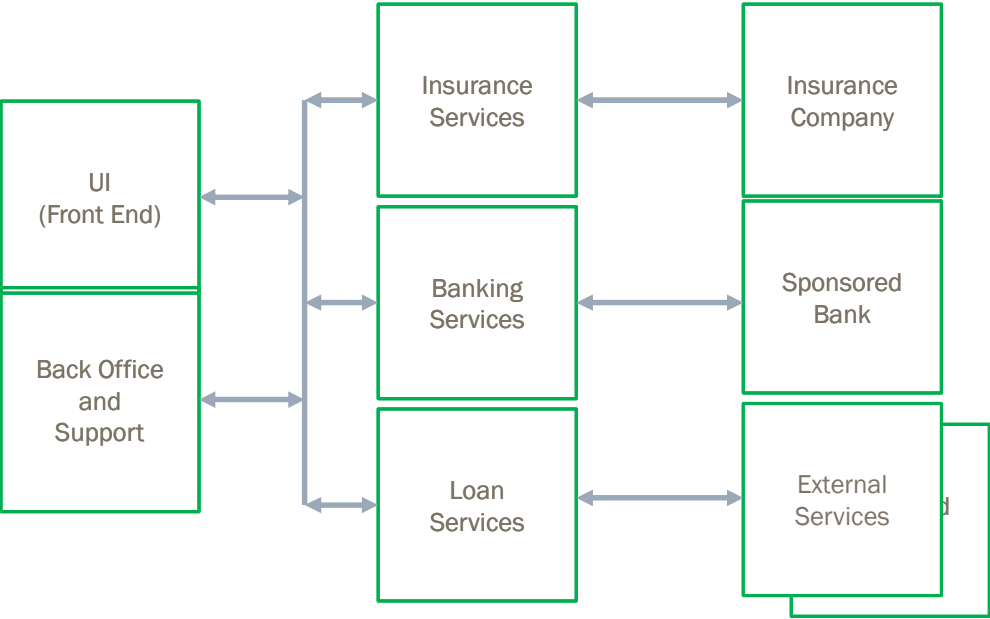 UI
(Front End)
Back Office
and
Support
Insurance
Services
Banking
Services
Loan
Services
Insurance
Company
Sponsored
Bank
External
Services